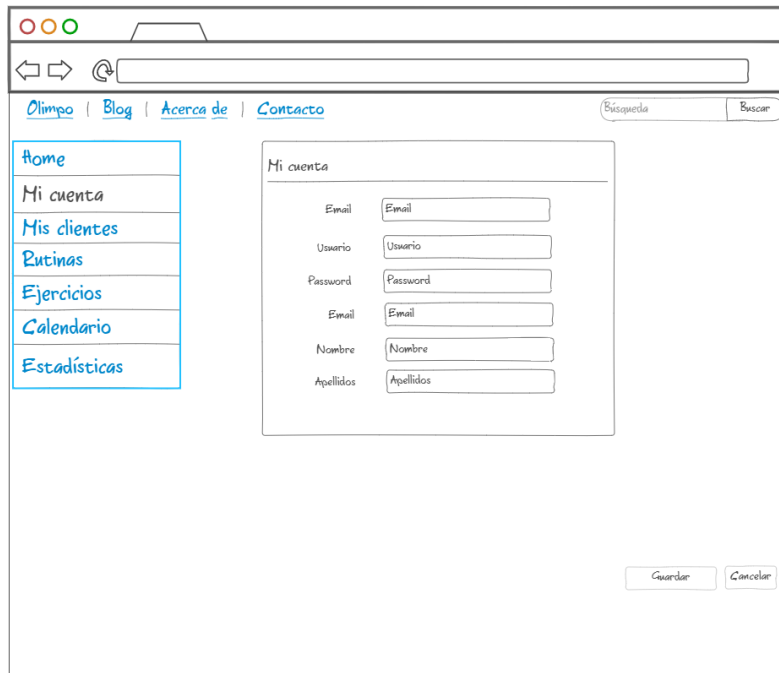 Olimpo | Blog | Acerca de | Contacto
Búsqueda Buscar
Home
Mi cuenta
Mis clientes
Rutinas
Ejercicios
Calendario
Estadísticas
Mi cuenta
Email Email
Usuario Usuario
Password Password
Email Email
Nombre Nombre
Apellidos Apellidos
Guardar Cancelar